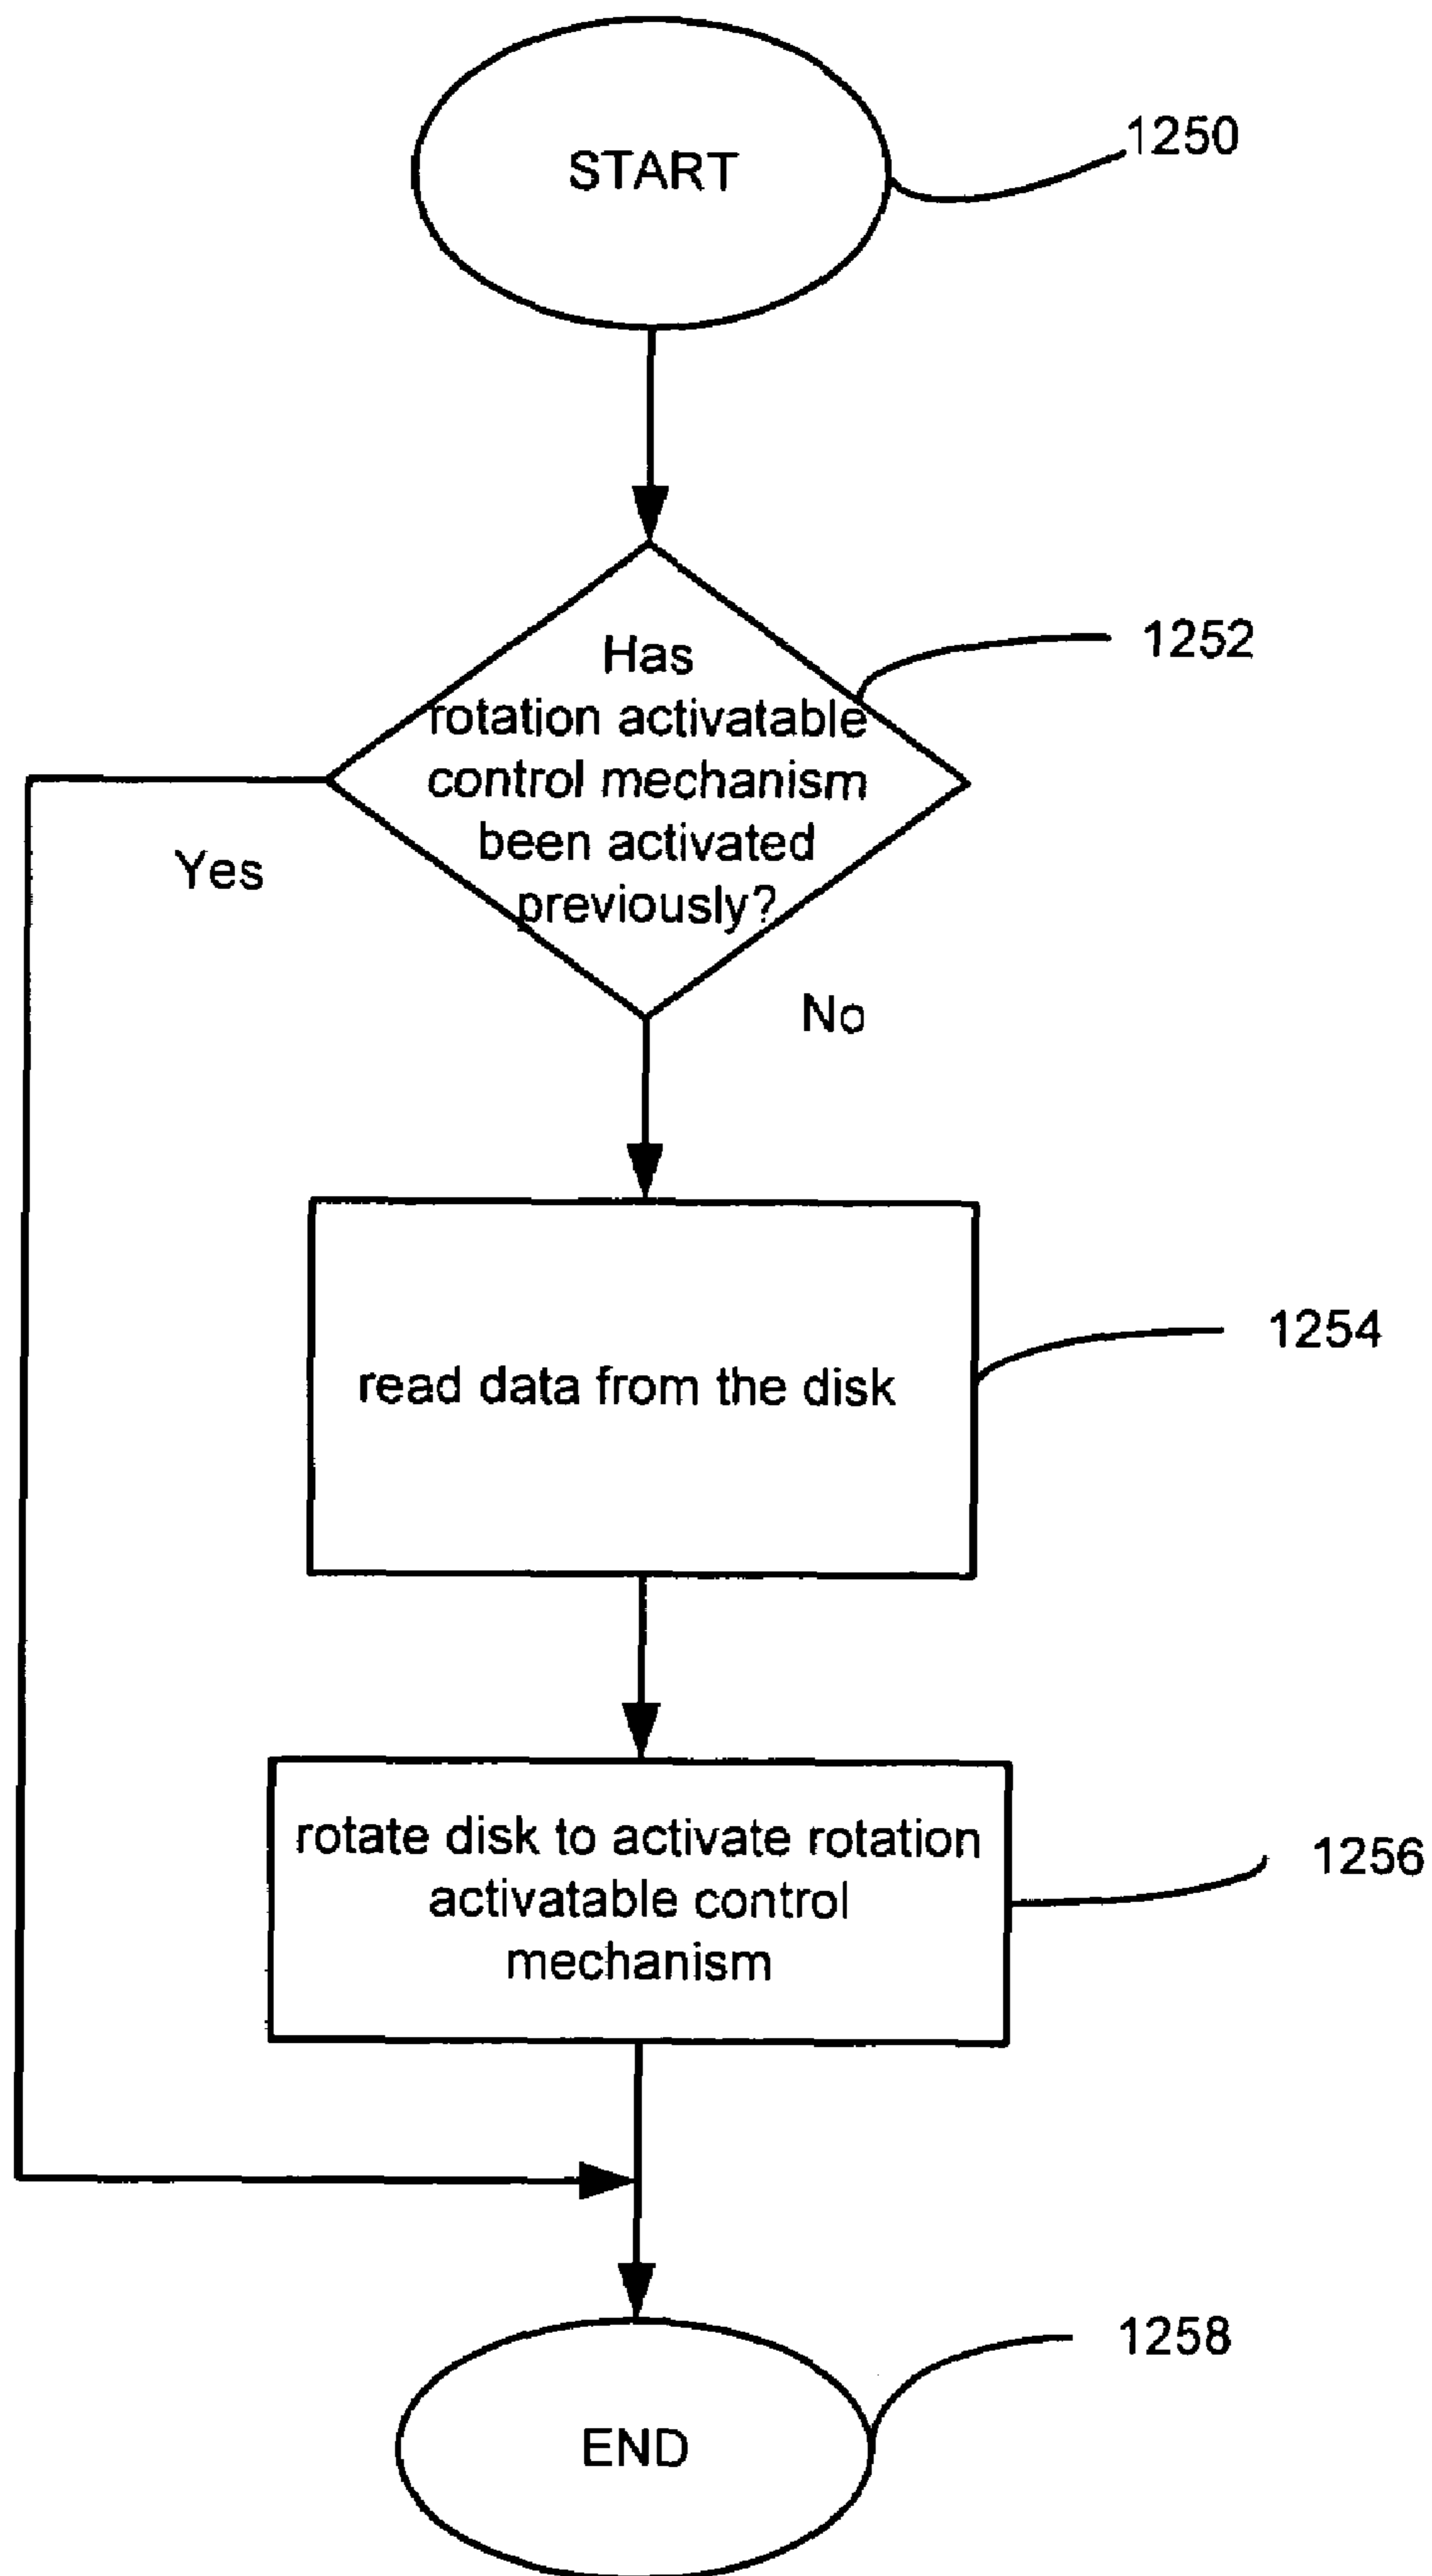 START
1250
1252
Has
rotation activatable
control mechanism
been activated
previously?
Yes
No
1254
read data from the disk
1256
rotate disk to activate rotation
activatable control
mechanism
1258
END